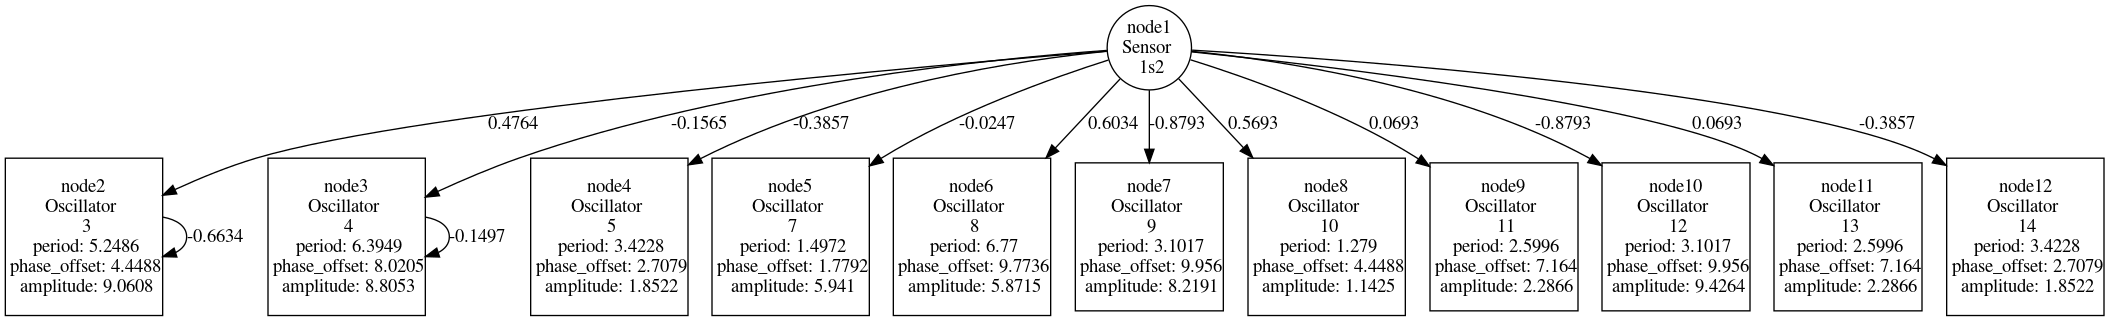 node1
Sensor
1s2
0.4764
-0.1565
-0.3857
-0.0247
0.6034
-0.8793
0.5693
0.0693
-0.8793
0.0693
-0.3857
node2
Oscillator
3
period: 5.2486
phase_offset: 4.4488
amplitude: 9.0608
-0.6634
node3
Oscillator
4
period: 6.3949
phase_offset: 8.0205
amplitude: 8.8053
-0.1497
node4
Oscillator
5
period: 3.4228
phase_offset: 2.7079
amplitude: 1.8522
node5
Oscillator
7
period: 1.4972
phase_offset: 1.7792
amplitude: 5.941
node6
Oscillator
8
period: 6.77
phase_offset: 9.7736
amplitude: 5.8715
node7
Oscillator
9
period: 3.1017
phase_offset: 9.956
amplitude: 8.2191
node8
Oscillator
10
period: 1.279
phase_offset: 4.4488
amplitude: 1.1425
node9
Oscillator
11
period: 2.5996
phase_offset: 7.164
amplitude: 2.2866
node10
Oscillator
12
period: 3.1017
phase_offset: 9.956
amplitude: 9.4264
node11
Oscillator
13
period: 2.5996
phase_offset: 7.164
amplitude: 2.2866
node12
Oscillator
14
period: 3.4228
phase_offset: 2.7079
amplitude: 1.8522